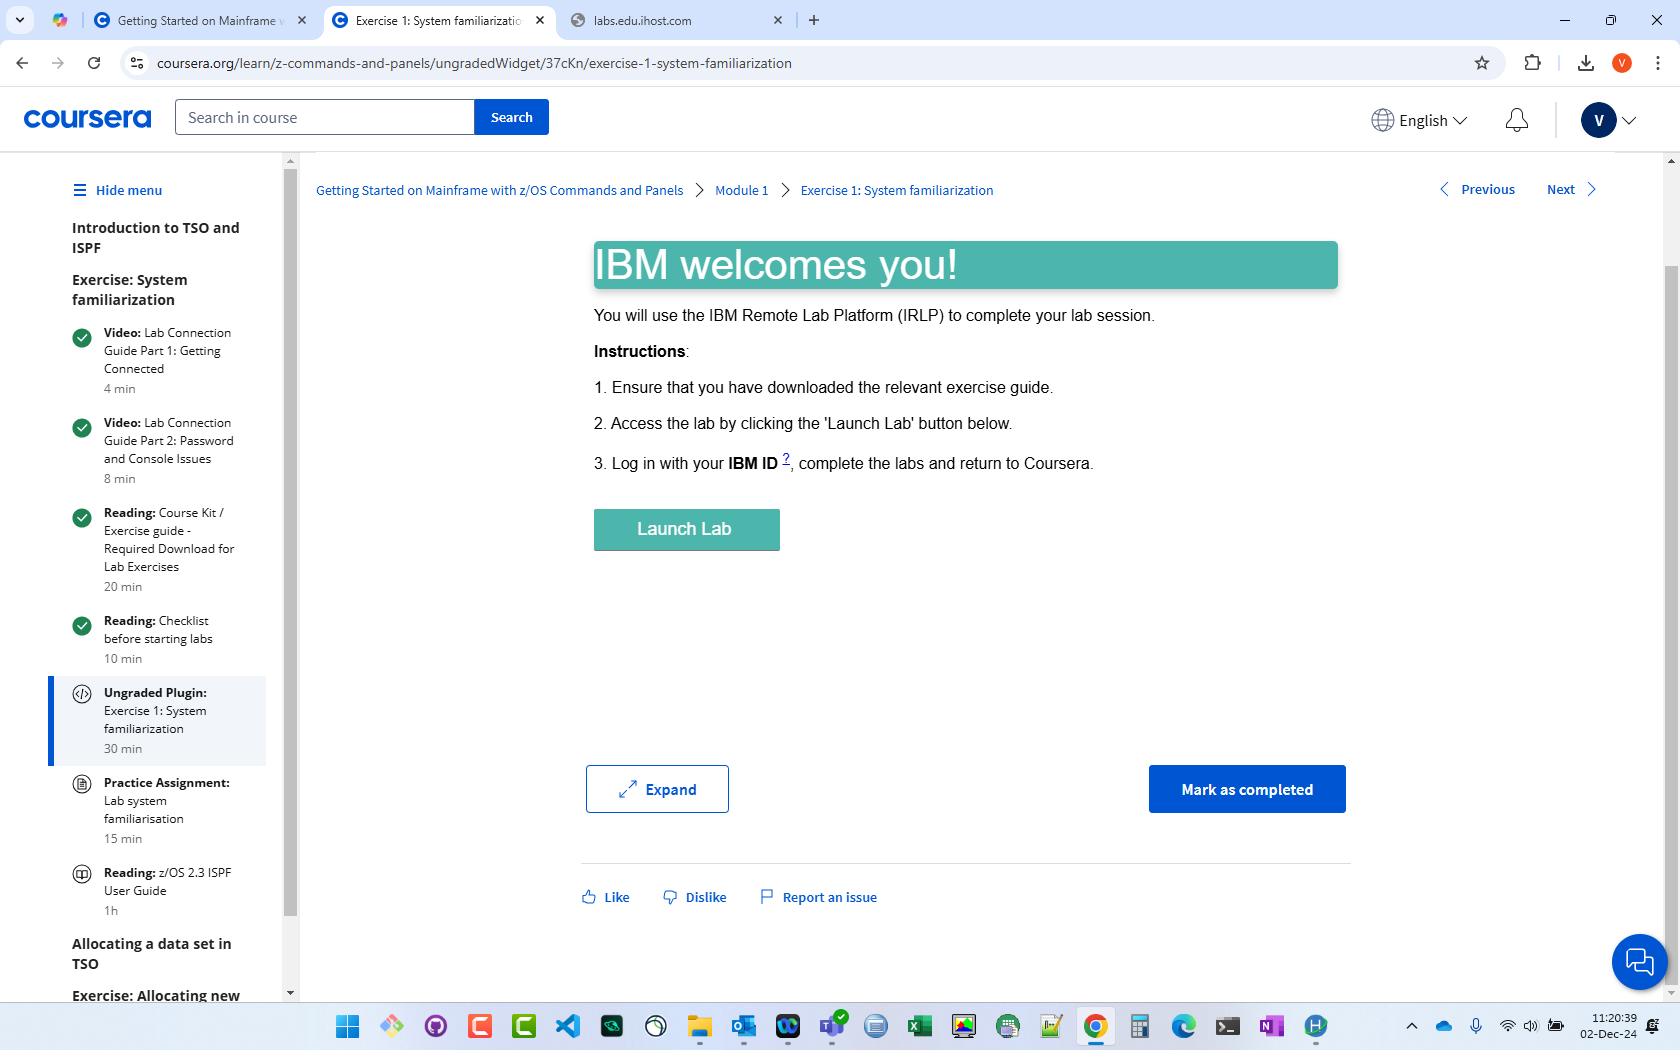 Getting Started on Mainframe w
Exercise 1: System familiarizatio
labs.edu.ihost.com
coursera.org/learn/z-commands-and-panels/ungradedWidget/37cKn/exercise-1-system-familiarization
V
coursera
Search in course
Search
English
V
Hide menu
Introduction to TSO and
ISPF
Exercise: System
familiarization
Video: Lab Connection
Guide Part 1: Getting
Connected
4 min
Video: Lab Connection
Guide Part 2: Password
and Console Issues
8 min
Reading: Course Kit /
Exercise guide -
Required Download for
Lab Exercises
20 min
Reading: Checklist
before starting labs
10 min
Ungraded Plugin:
Exercise 1: System
familiarization
30 min
Practice Assignment:
Lab system
familiarisation
15 min
Reading: z/OS 2.3 ISPF
User Guide
1h
Allocating a data set in
TSO
Exercise: Allocating new
Getting Started on Mainframe with z/OS Commands and Panels
Module 1
Exercise 1: System familiarization
Previous
Next
IBM welcomes you!
You will use the IBM Remote Lab Platform (IRLP) to complete your lab session.
Instructions:
1. Ensure that you have downloaded the relevant exercise guide.
2. Access the lab by clicking the 'Launch Lab' button below.
3. Log in with your IBM ID ?, complete the labs and return to Coursera.
Launch Lab
Expand
Mark as completed
Like
Dislike
Report an issue
11:20:39
02-Dec-24